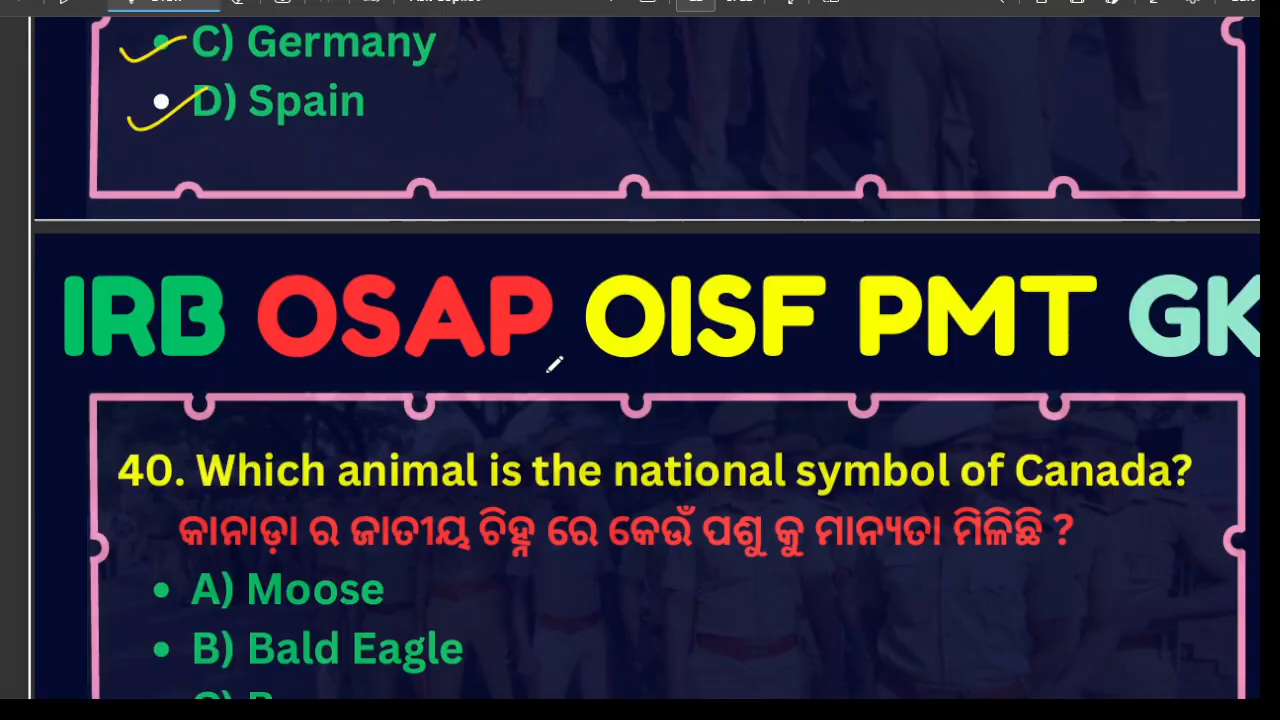 C) Germany
D) Spain
IRB OSAP OISF PMT GK
40. Which animal is the national symbol of Canada?
କାନାଡ଼ା ର ଜାତୀୟ ଚିହ୍ନ ରେ କେଉଁ ପଶୁ କୁ ମାନ୍ୟତା ମିଳିଛି ?
A) Moose
B) Bald Eagle